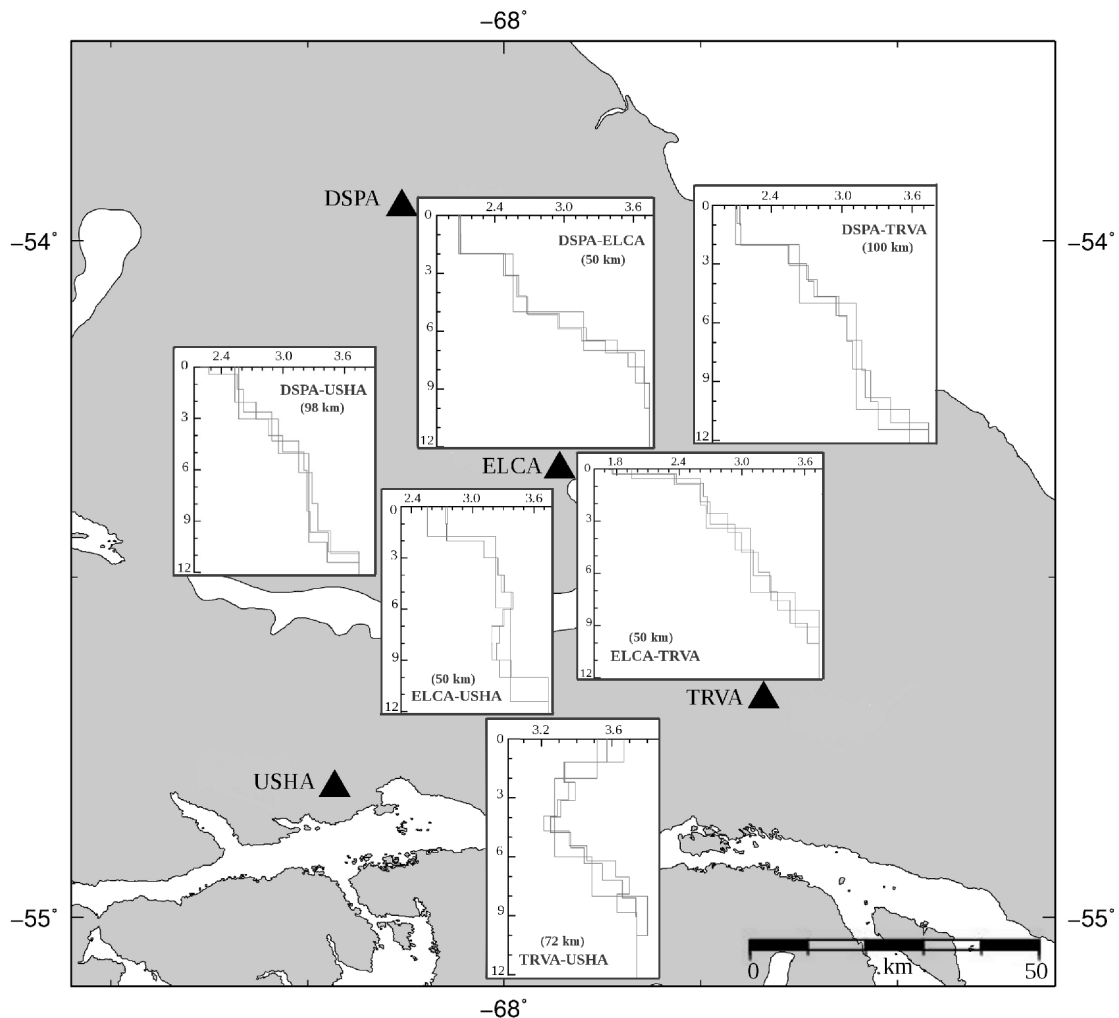 −68°
DSPA
2.4 3.0 3.6
0
3
6
9
12
DSPA-ELCA
(50 km)
2.4 3.0 3.6
0
3
6
9
12
DSPA-TRVA
(100 km)
−54°
−54°
2.4 3.0 3.6
0
3
6
9
12
DSPA-USHA
(98 km)
ELCA
1.8 2.4 3.0 3.6
0
3
6
9
12
(50 km)
ELCA-TRVA
2.4 3.0 3.6
0
3
6
9
12
(50 km)
ELCA-USHA
TRVA
USHA
3.2 3.6
0
3
6
9
12
(72 km)
TRVA-USHA
−55°
−55°
km
0 50
−68°